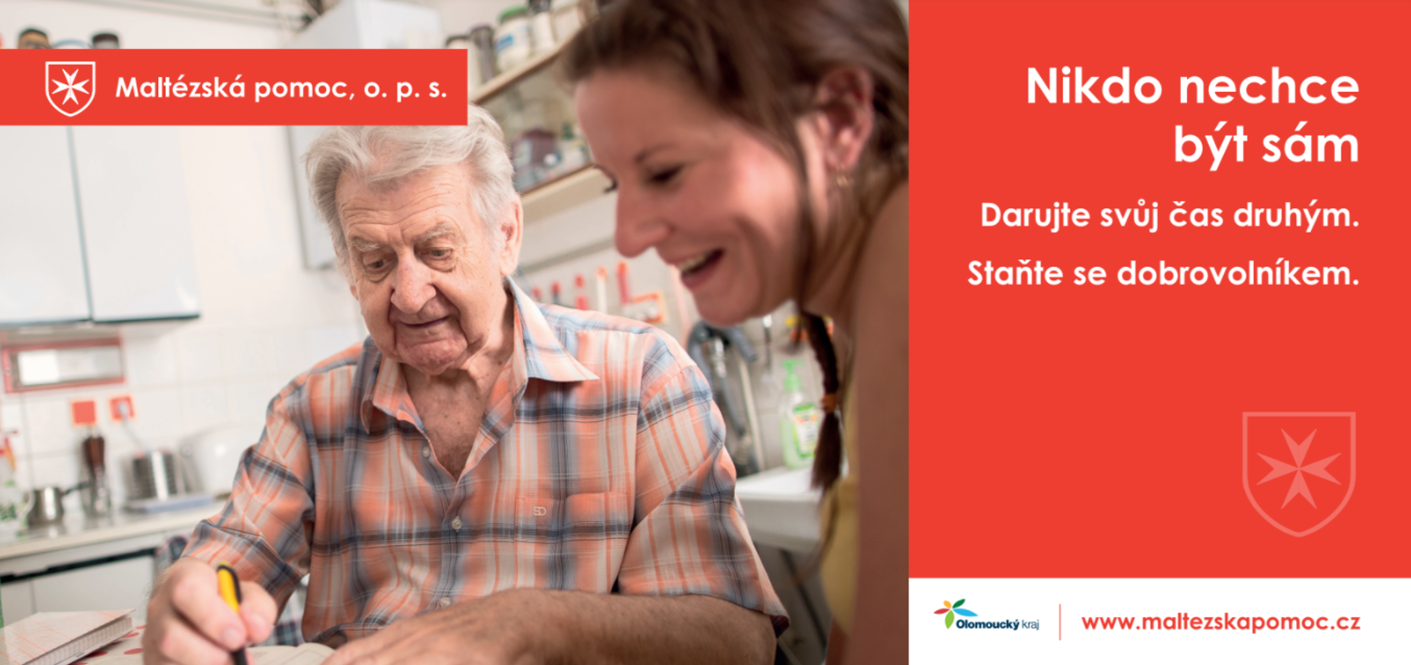 Maltézská pomoc, o. p. s.
Nikdo nechce
být sám
Darujte svůj čas druhým.
Staňte se dobrovolníkem.
Olomoucký kraj
www.maltezskapomoc.cz